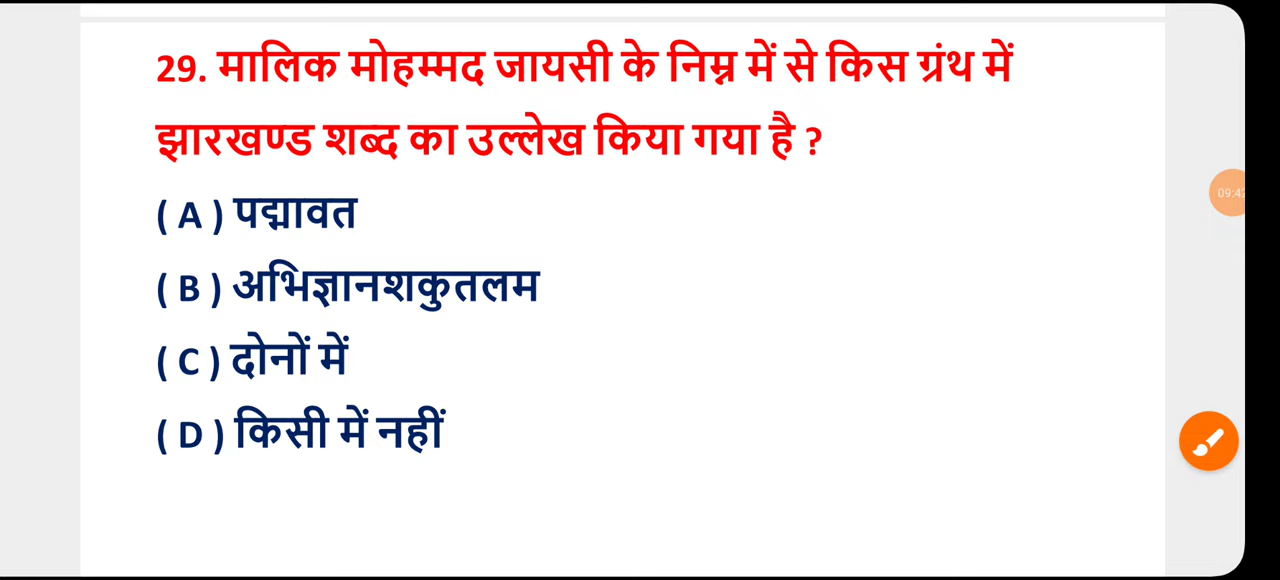 29. मालिक मोहम्मद जायसी के निम्न में से किस ग्रंथ में
झारखण्ड शब्द का उल्लेख किया गया है ?
( A ) पद्मावत
( B ) अभिज्ञानशकुतलम
( C ) दोनों में
( D ) किसी में नहीं